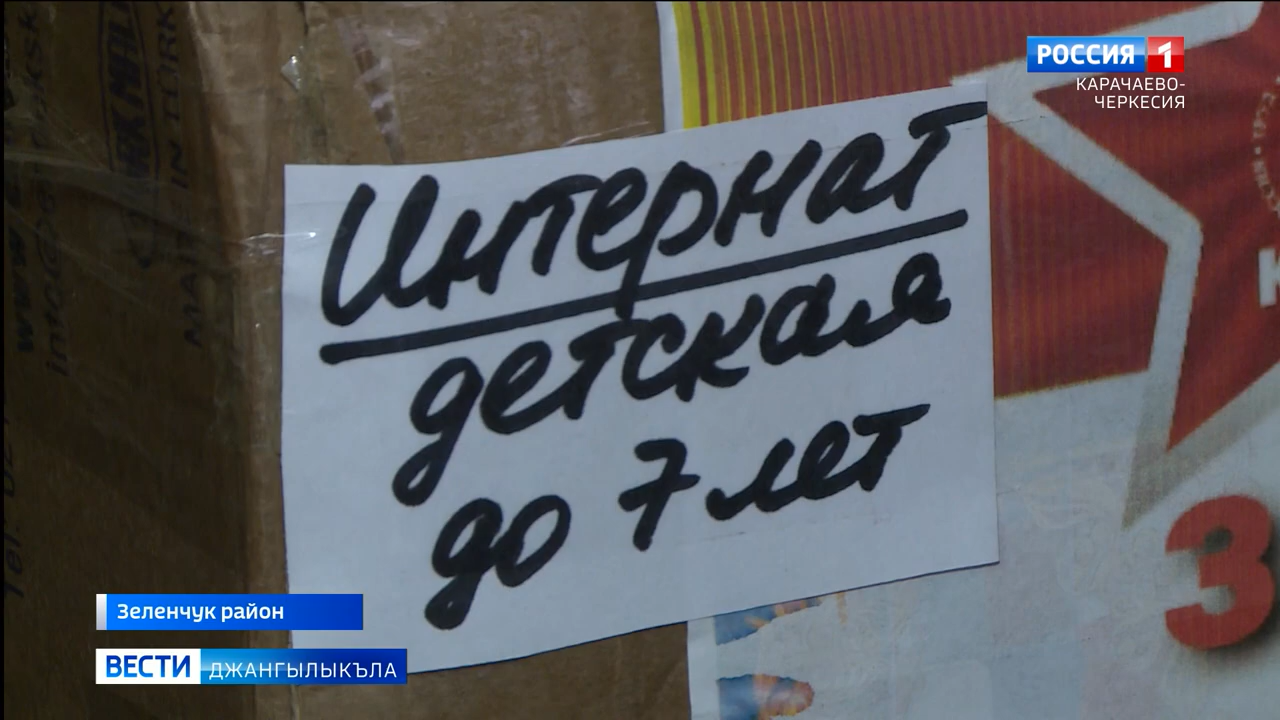 РОССИЯ 1
КАРАЧАЕВО-
ЧЕРКЕСИЯ
Интернат
детская
до 7 лет
З
Зеленчук район
ВЕСТИ ДЖАНГЫЛЫКЪЛА